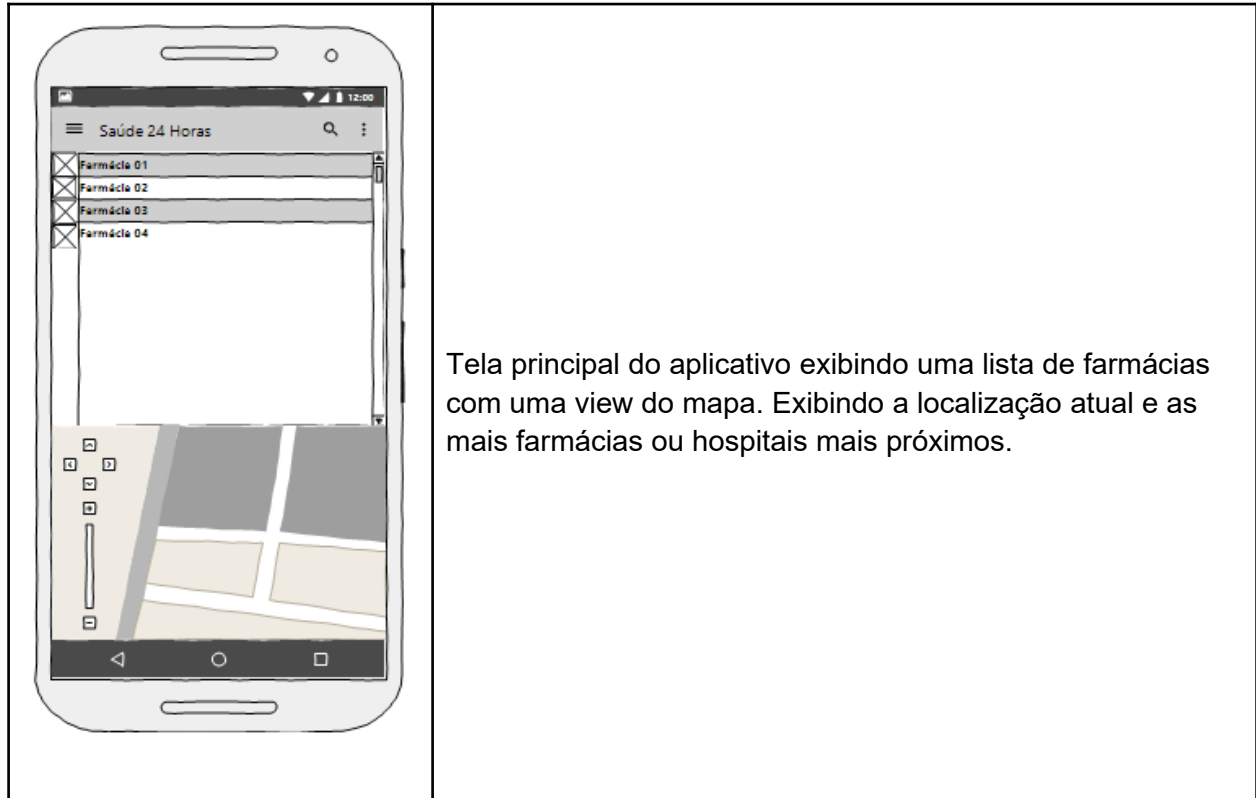 12:00
Saúde 24 Horas
Farmácia 01
Farmácia 02
Farmácia 03
Farmácia 04
Tela principal do aplicativo exibindo uma lista de farmácias
com uma view do mapa. Exibindo a localização atual e as
mais farmácias ou hospitais mais próximos.